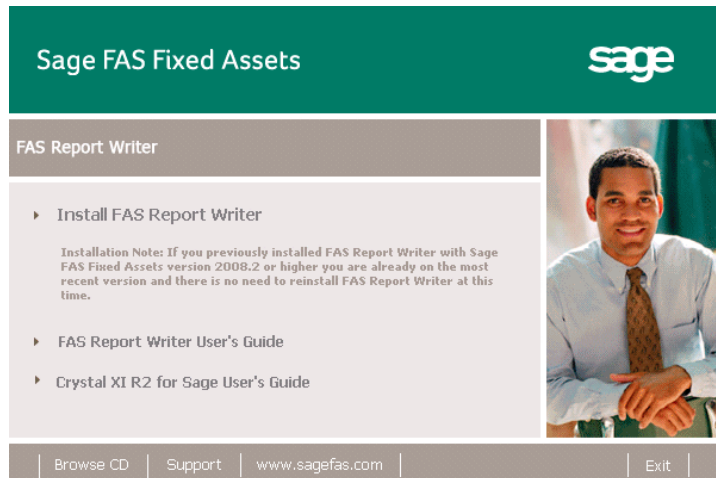 Sage FAS Fixed Assets
sage
FAS Report Writer
Install FAS Report Writer
Installation Note: If you previously installed FAS Report Writer with Sage
FAS Fixed Assets version 2008.2 or higher you are already on the most
recent version and there is no need to reinstall FAS Report Writer at this
time.
FAS Report Writer User's Guide
Crystal XI R2 for Sage User's Guide
Browse CD
Support
www.sagefas.com
Exit